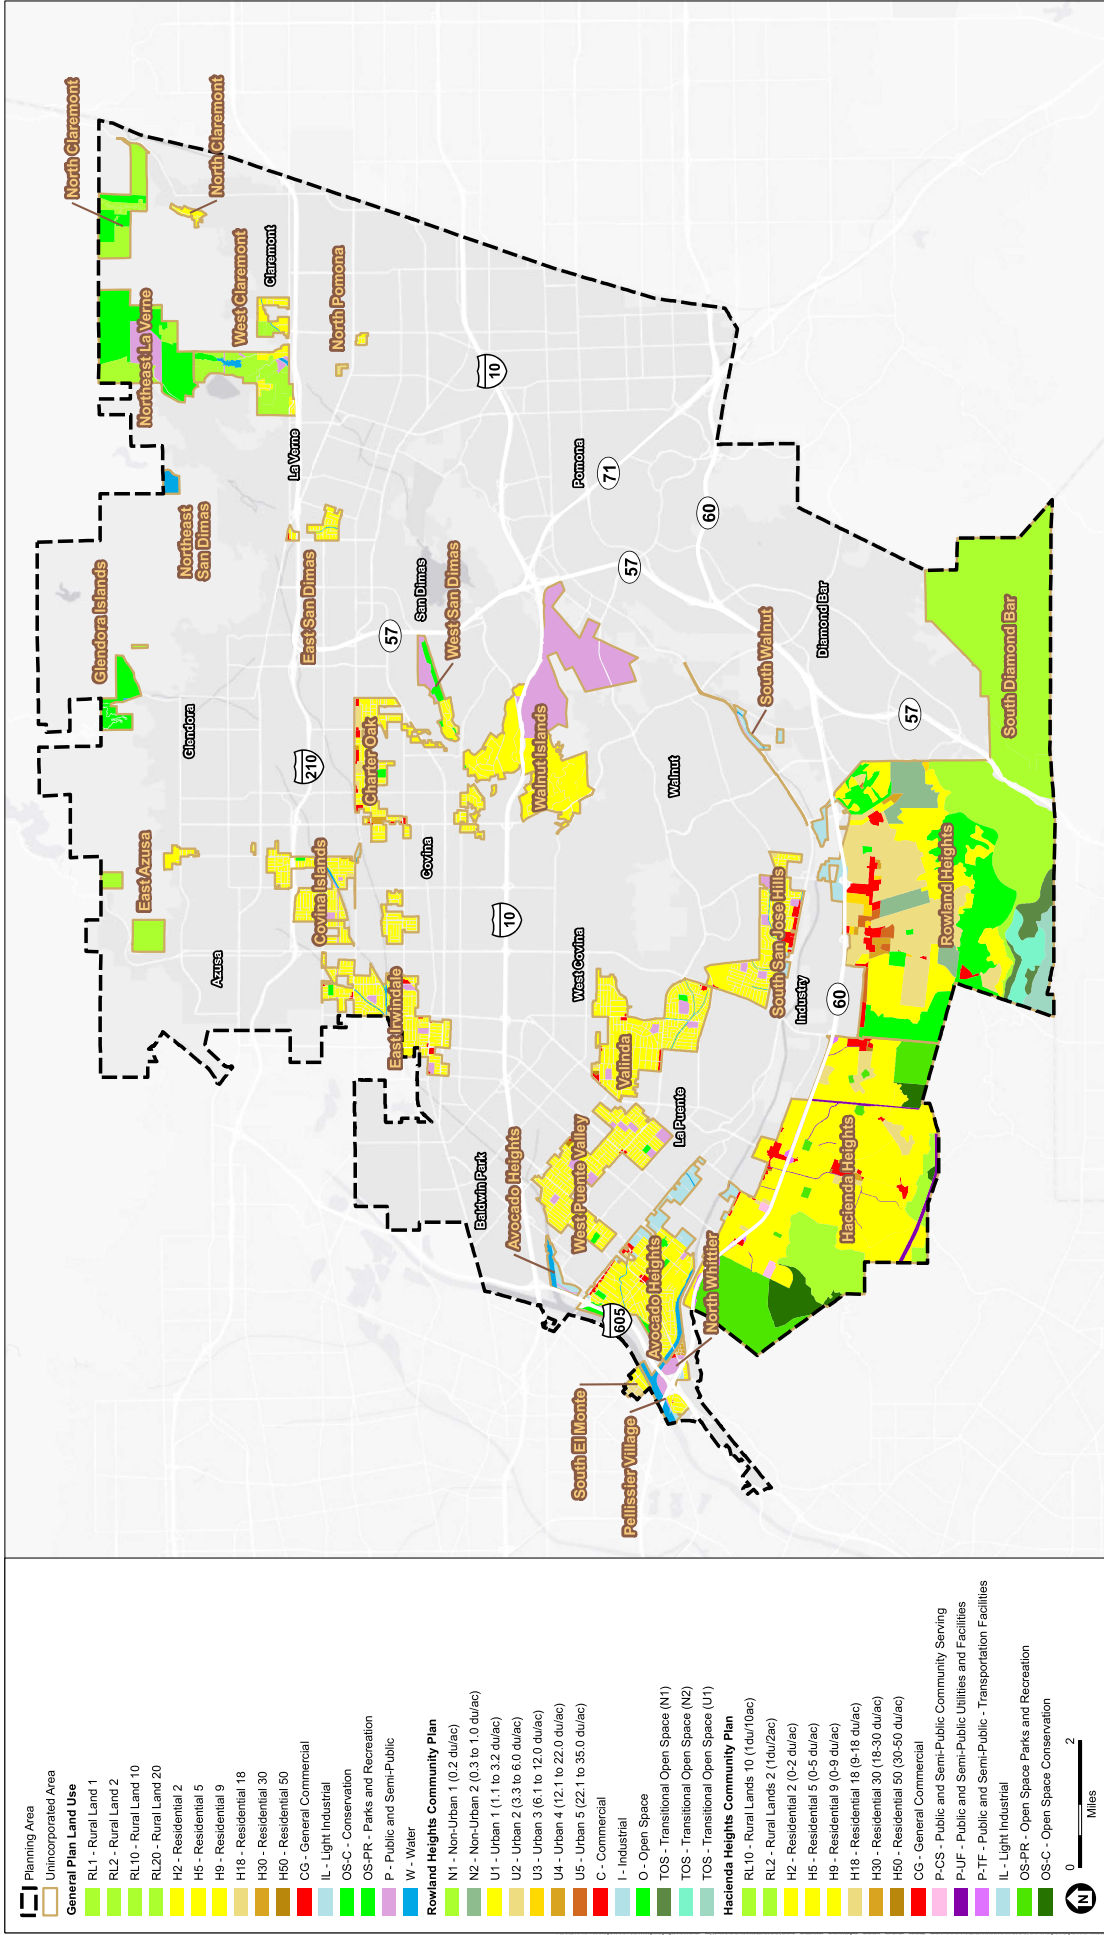 Planning Area
Unincorporated Area
General Plan Land Use
RL1 - Rural Land 1
RL2 - Rural Land 2
RL10 - Rural Land 10
RL20 - Rural Land 20
H2 - Residential 2
H5 - Residential 5
H9 - Residential 9
H18 - Residential 18
H30 - Residential 30
H50 - Residential 50
CG - General Commercial
IL - Light Industrial
OS-C - Conservation
OS-PR - Parks and Recreation
P - Public and Semi-Public
W - Water
Rowland Heights Community Plan
N1 - Non-Urban 1 (0.2 du/ac)
N2 - Non-Urban 2 (0.3 to 1.0 du/ac)
U1 - Urban 1 (1.1 to 3.2 du/ac)
U2 - Urban 2 (3.3 to 6.0 du/ac)
U3 - Urban 3 (6.1 to 12.0 du/ac)
U4 - Urban 4 (12.1 to 22.0 du/ac)
U5 - Urban 5 (22.1 to 35.0 du/ac)
C - Commercial
I - Industrial
O - Open Space
TOS - Transitional Open Space (N1)
TOS - Transitional Open Space (N2)
TOS - Transitional Open Space (U1)
Hacienda Heights Community Plan
RL10 - Rural Lands 10 (1du/10ac)
RL2 - Rural Lands 2 (1du/2ac)
H2 - Residential 2 (0-2 du/ac)
H5 - Residential 5 (0-5 du/ac)
H9 - Residential 9 (0-9 du/ac)
H18 - Residential 18 (9-18 du/ac)
H30 - Residential 30 (18-30 du/ac)
H50 - Residential 50 (30-50 du/ac)
CG - General Commercial
P-CS - Public and Semi-Public Community Serving
P-UF - Public and Semi-Public Utilities and Facilities
P-TF - Public and Semi-Public - Transportation Facilities
IL - Light Industrial
OS-PR - Open Space Parks and Recreation
OS-C - Open Space Conservation
N
0 2
Miles
North Claremont
North Claremont
Northeast La Verne
West Claremont
Claremont
North Pomona
La Verne
Northeast
San Dimas
Glendora Islands
East San Dimas
San Dimas
West San Dimas
Glendora
Charter Oak
Walnut Islands
Pomona
East Azusa
Azusa
Covina Islands
Covina
East Irwindale
West Covina
Walnut
South Walnut
Diamond Bar
South Diamond Bar
South San Jose Hills
Industry
Rowland Heights
Valinda
La Puente
Baldwin Park
Avocado Heights
West Puente Valley
Avocado Heights
North Whittier
Hacienda Heights
South El Monte
Pellissier Village
10
10
71
60
57
57
57
210
60
605